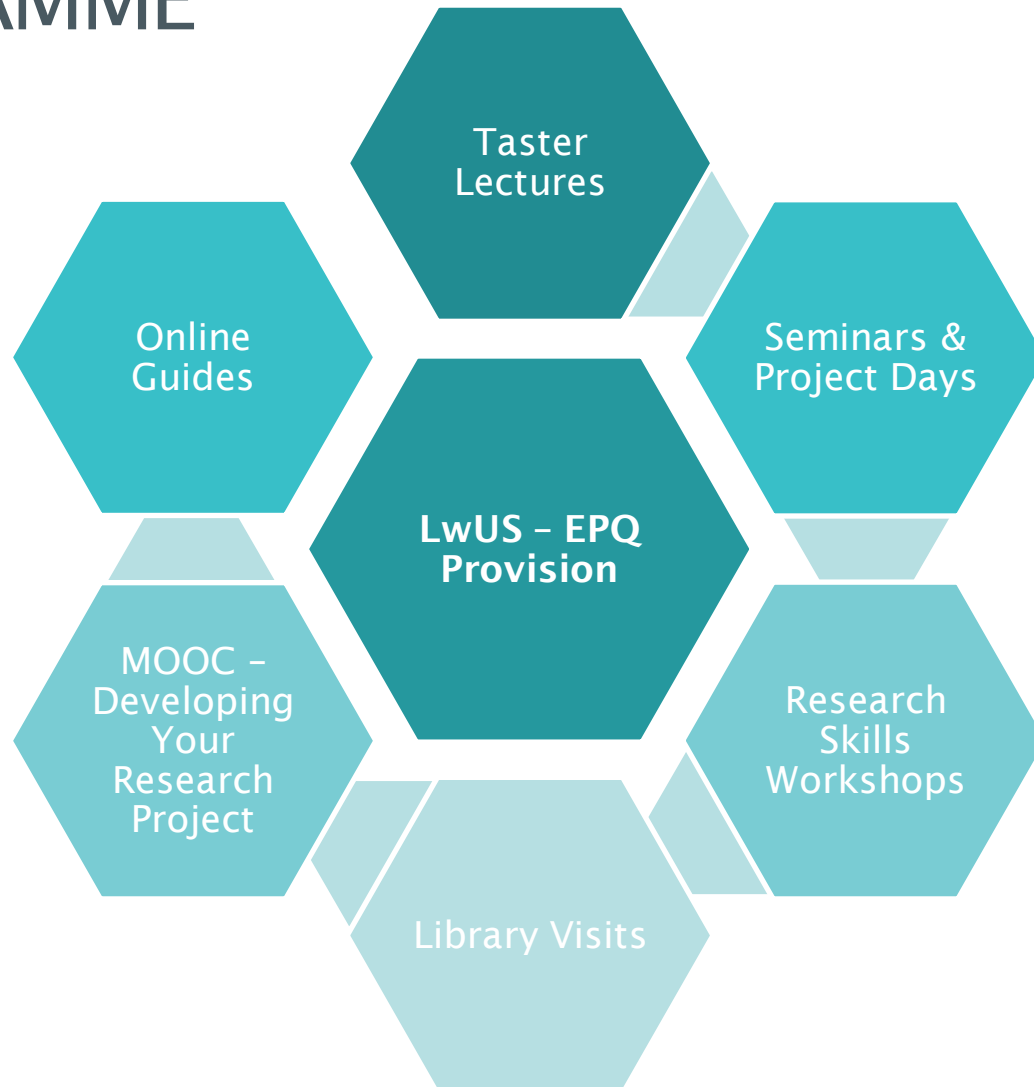 Taster
Lectures
Online
Guides
Seminars &
Project Days
LwUS – EPQ
Provision
MOOC –
Developing
Your
Research
Project
Research
Skills
Workshops
Library Visits